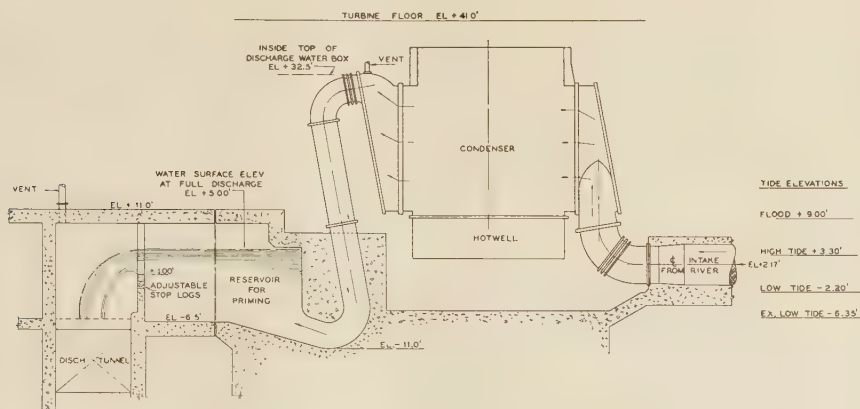 TURBINE FLOOR EL +41.0'
INSIDE TOP OF
DISCHARGE WATER BOX
EL + 32.5'
VENT
CONDENSER
WATER SURFACE ELEV
AT FULL DISCHARGE
EL + 5.00'
VENT
EL + 11.0'
TIDE ELEVATIONS
FLOOD + 9.00'
HOTWELL
HIGH TIDE + 3.30'
₵ INTAKE
FROM RIVER
EL+2.17'
+1.00'
ADJUSTABLE
STOP LOGS
RESERVOIR
FOR
PRIMING
LOW TIDE - 2.20'
EX. LOW TIDE - 6.35'
EL - 6.5'
EL - 11.0'
DISCH. TUNNEL